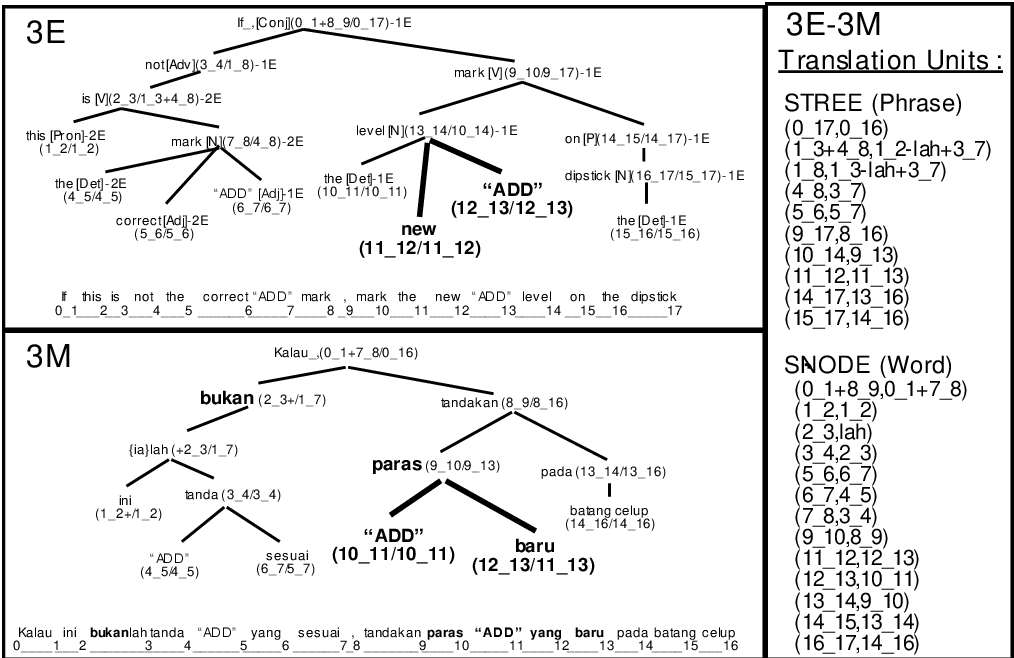 3E
If_,[Conj](0_1+8_9/0_17)-1E
not[Adv](3_4/1_8)-1E
mark [V](9_10/9_17)-1E
is [V](2_3/1_3+4_8)-2E
this [Pron]-2E
(1_2/1_2)
mark [N](7_8/4_8)-2E
level [N](13_14/10_14)-1E
on[P](14_15/14_17)-1E
the [Det]-2E
(4_5/4_5)
"ADD" [Adj]-1E
(6_7/6_7)
correct[Adj]-2E
(5_6/5_6)
the [Det]-1E
(10_11/10_11)
"ADD"
(12_13/12_13)
new
(11_12/11_12)
dipstick [N](16_17/15_17)-1E
the [Det]-1E
(15_16/15_16)
If this is not the correct "ADD" mark , mark the new "ADD" level on the dipstick
0_1___2_3___4___5______6____7____8_9___10___11___12____13____14__15__16_____17
3M
Kalau_,(0_1+7_8/0_16)
bukan (2_3+/1_7)
tandakan (8_9/8_16)
{ia}lah (+2_3/1_7)
paras (9_10/9_13)
pada (13_14/13_16)
ini
(1_2+/1_2)
tanda (3_4/3_4)
"ADD"
(4_5/4_5)
sesuai
(6_7/5_7)
"ADD"
(10_11/10_11)
baru
(12_13/11_13)
batang celup
(14_16/14_16)
Kalau ini bukanlah tanda "ADD" yang sesuai , tandakan paras "ADD" yang baru pada batang celup
0____1___2_____3____4_____5____6_____7_8______9____10_____11____12____13____14____15____16
3E-3M
Translation Units :
STREE (Phrase)
(0_17,0_16)
(1_3+4_8,1_2-lah+3_7)
(1_8,1_3-lah+3_7)
(4_8,3_7)
(5_6,5_7)
(9_17,8_16)
(10_14,9_13)
(11_12,11_13)
(14_17,13_16)
(15_17,14_16)
SNODE (Word)
(0_1+8_9,0_1+7_8)
(1_2,1_2)
(2_3,lah)
(3_4,2_3)
(5_6,6_7)
(6_7,4_5)
(7_8,3_4)
(9_10,8_9)
(11_12,12_13)
(12_13,10_11)
(13_14,9_10)
(14_15,13_14)
(16_17,14_16)